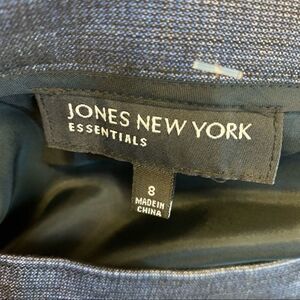 JONES NEW YORK
ESSENTIALS
8
MADE IN
CHINA